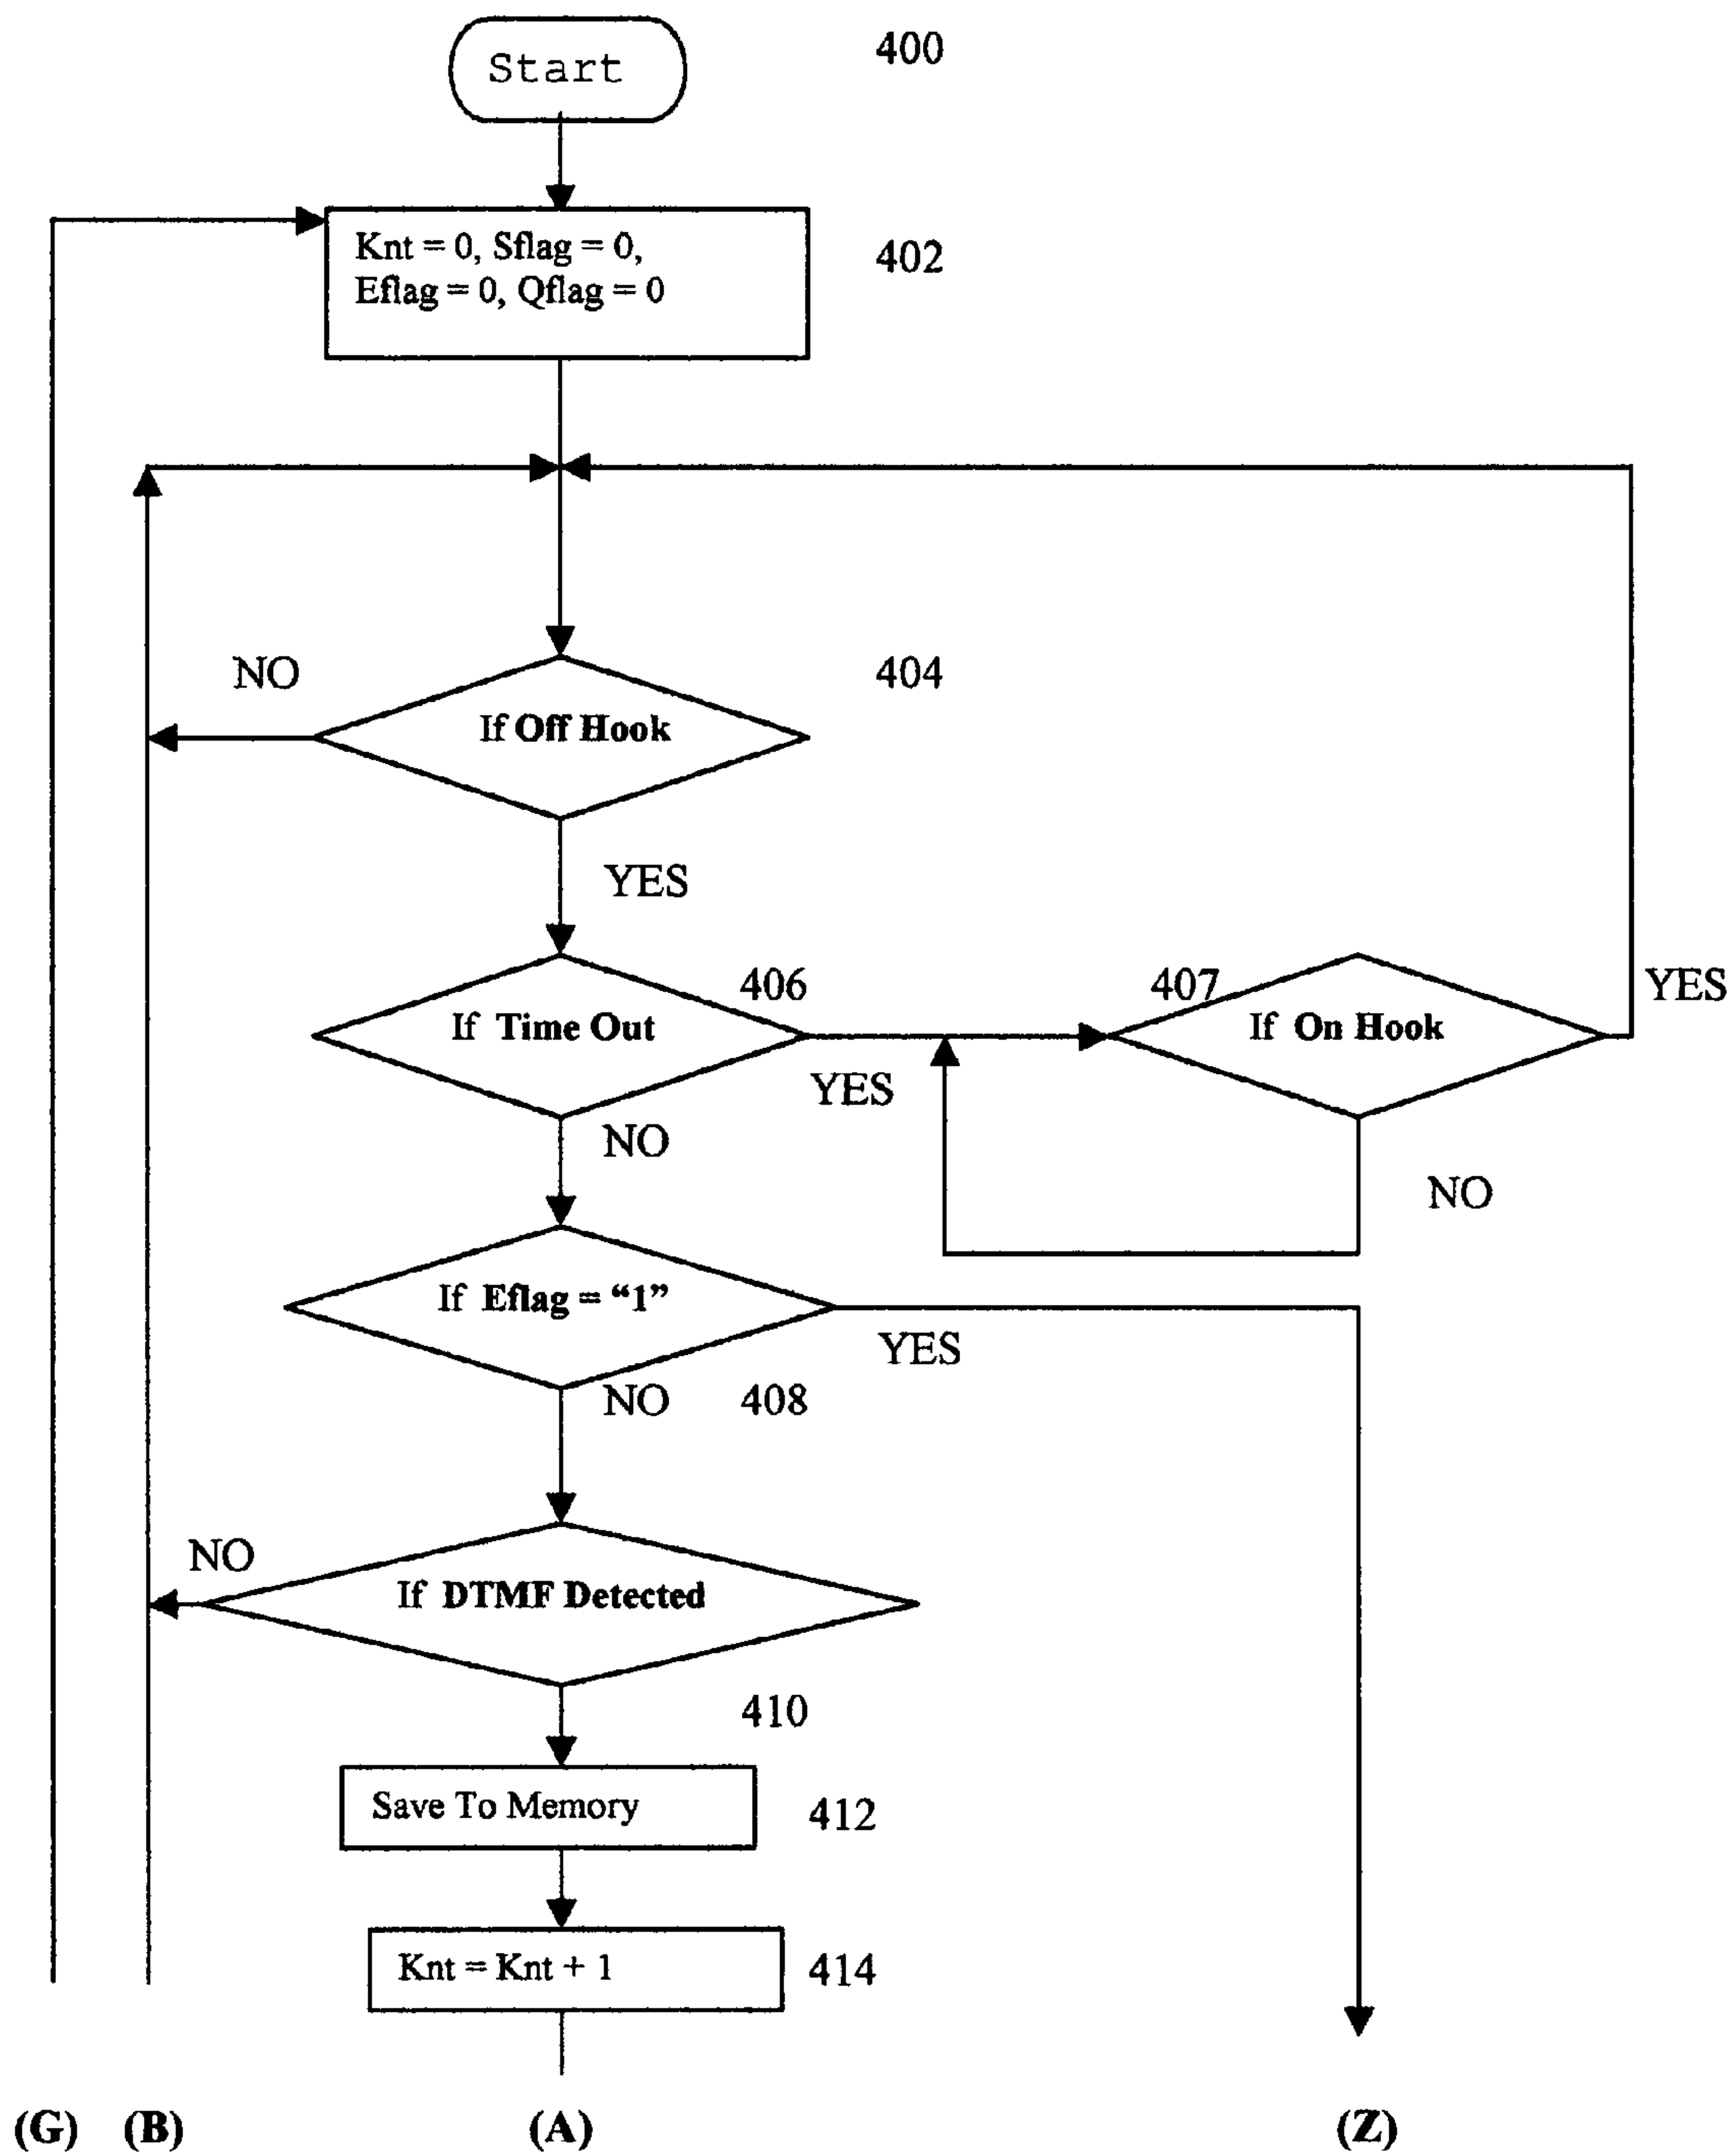 Start
400
Knt = 0, Sflag = 0,
Eflag = 0, Qflag = 0
402
NO
404
If Off Hook
YES
406
407
YES
If Time Out
If On Hook
YES
NO
NO
If Eflag = “1”
YES
NO
408
NO
If DTMF Detected
410
Save To Memory
412
Knt = Knt + 1
414
(G)
(B)
(A)
(Z)